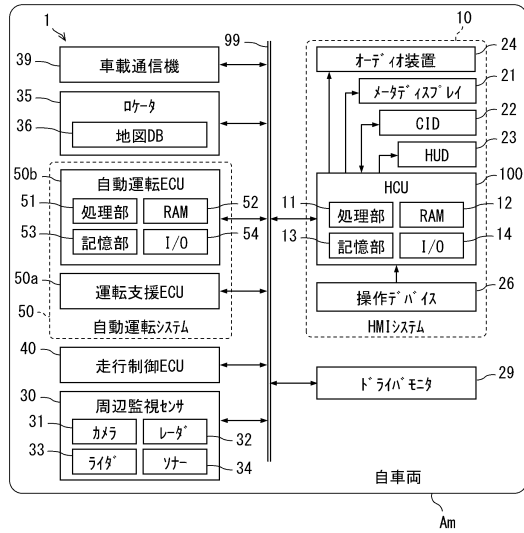 1
99
10
39
車載通信機
35
ロケータ
36
地図DB
50b
自動運転ECU
51
処理部
RAM
52
53
記憶部
I/O
54
50a
運転支援ECU
50
自動運転システム
40
走行制御ECU
30
周辺監視センサ
31
カメラ
レーダ
32
33
ライダ
ソナー
34
オーディオ装置
24
メータディスプレイ
21
CID
22
HUD
23
HCU
100
11
処理部
RAM
12
13
記憶部
I/O
14
操作デバイス
26
HMIシステム
ドライバモニタ
29
自車両
Am